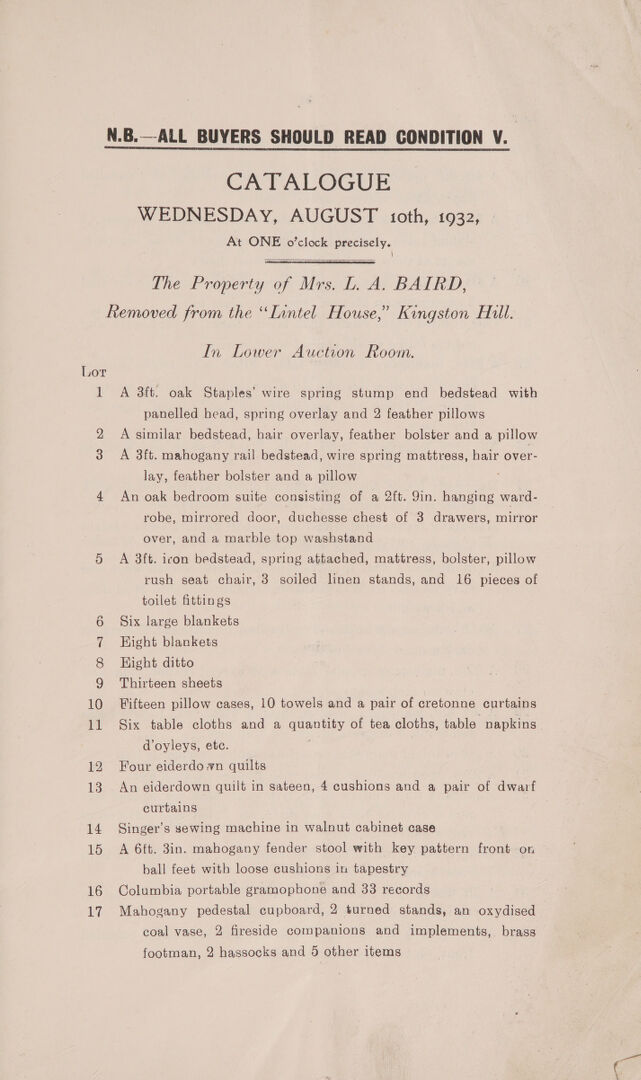 N.B.—ALL BUYERS SHOULD READ CONDITION V.
CATALOGUE
WEDNESDAY, AUGUST 10th, 1932,
At ONE o'clock precisely.
The Property of Mrs. L. A. BAIRD,
Removed from the "Lintel House," Kingston Hill.
In Lower Auction Room.
Lot
1 A 3ft. oak Staples' wire spring stump end bedstead with
panelled head, spring overlay and 2 feather pillows
2 A similar bedstead, hair overlay, feather bolster and a pillow
3 A 3ft. mahogany rail bedstead, wire spring mattress, hair over-
lay, feather bolster and a pillow
4 An oak bedroom suite consisting of a 2ft. 9in. hanging ward-
robe, mirrored door, duchesse chest of 3 drawers, mirror
over, and a marble top washstand
5 A 3ft. iron bedstead, spring attached, mattress, bolster, pillow
rush seat chair, 3 soiled linen stands, and 16 pieces of
toilet fittings
6 Six large blankets
7 Eight blankets
8 Eight ditto
9 Thirteen sheets
10 Fifteen pillow cases, 10 towels and a pair of cretonne curtains
11 Six table cloths and a quantity of tea cloths, table napkins
d'oyleys, etc.
12 Four eiderdown quilts
13 An eiderdown quilt in sateen, 4 cushions and a pair of dwarf
curtains
14 Singer's sewing machine in walnut cabinet case
15 A 6ft. 3in. mahogany fender stool with key pattern front on
ball feet with loose cushions in tapestry
16 Columbia portable gramophone and 33 records
17 Mahogany pedestal cupboard, 2 turned stands, an oxydised
coal vase, 2 fireside companions and implements, brass
footman, 2 hassocks and 5 other items